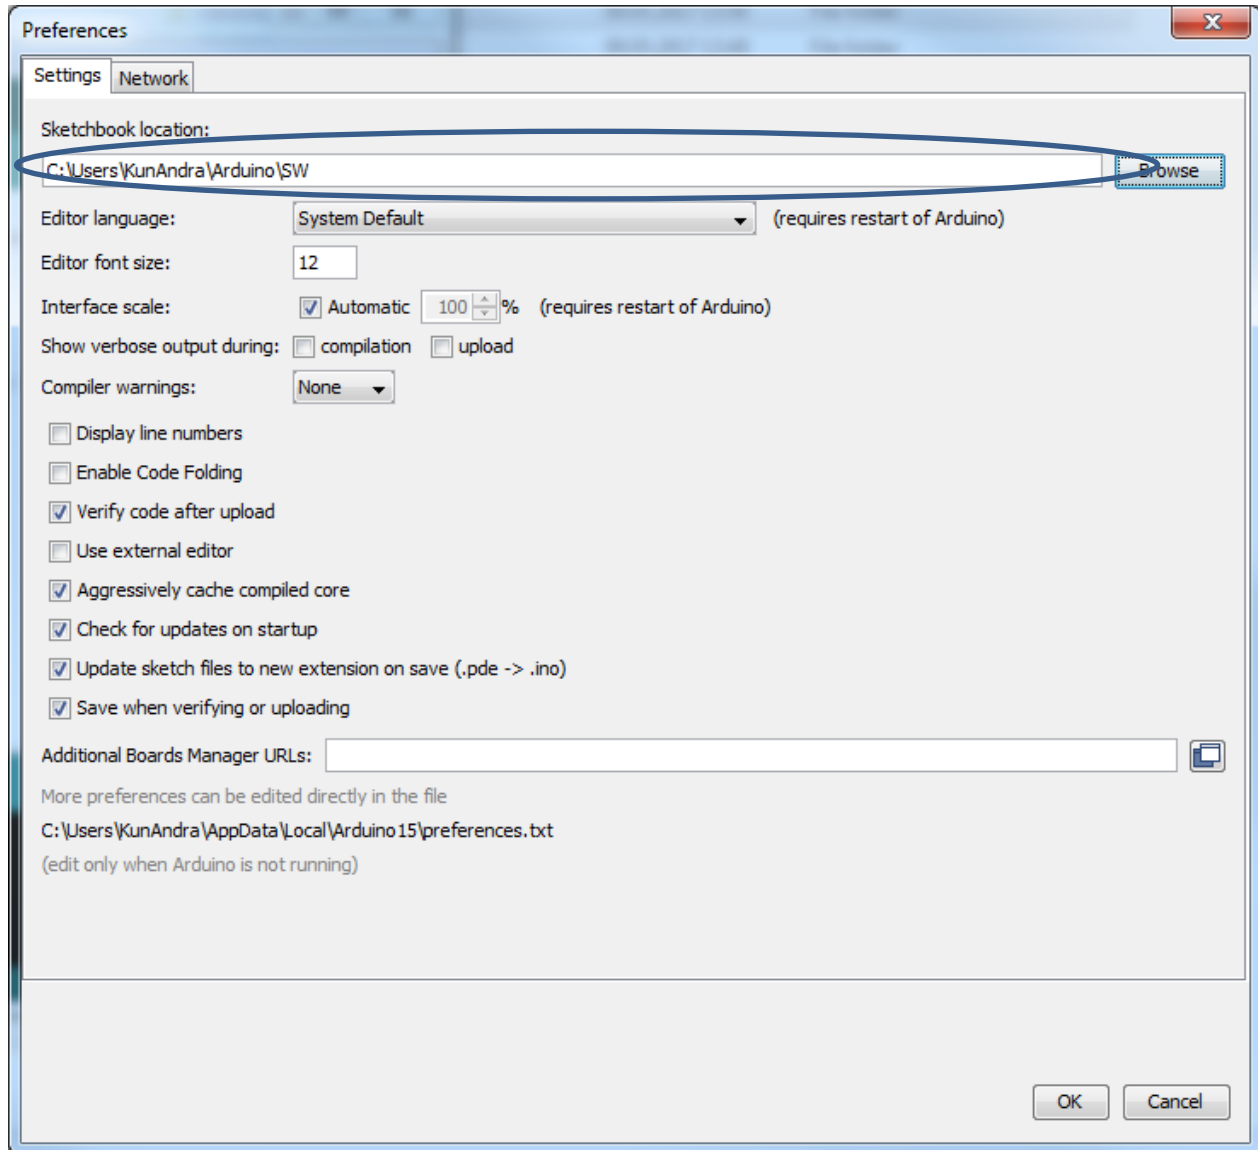 Preferences
Settings Network
Sketchbook location:
C:\Users\KunAndra\Arduino\SW Browse
Editor language: System Default (requires restart of Arduino)
Editor font size: 12
Interface scale: Automatic 100 % (requires restart of Arduino)
Show verbose output during: compilation upload
Compiler warnings: None
Display line numbers
Enable Code Folding
Verify code after upload
Use external editor
Aggressively cache compiled core
Check for updates on startup
Update sketch files to new extension on save (.pde -> .ino)
Save when verifying or uploading
Additional Boards Manager URLs:
More preferences can be edited directly in the file
C:\Users\KunAndra\AppData\Local\Arduino15\preferences.txt
(edit only when Arduino is not running)
OK Cancel